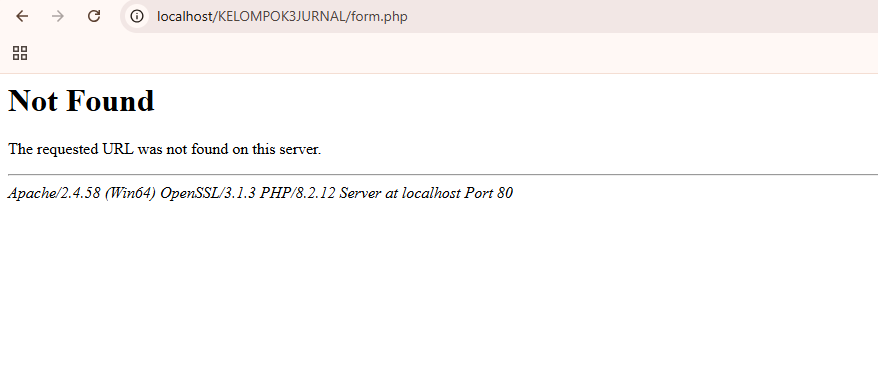 localhost/KELOMPOK3JURNAL/form.php
Not Found
The requested URL was not found on this server.
Apache/2.4.58 (Win64) OpenSSL/3.1.3 PHP/8.2.12 Server at localhost Port 80